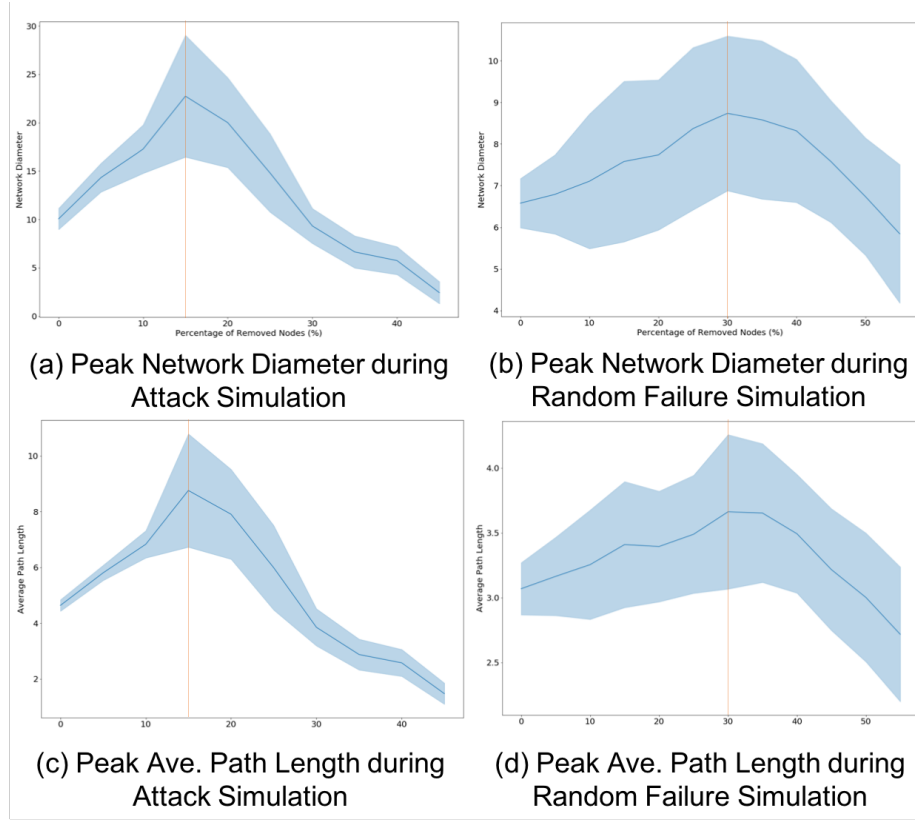 30
25
20
15
10
5
0
Network Diameter
0 10 20 30 40
Percentage of Removed Nodes (%)
(a) Peak Network Diameter during
Attack Simulation
10
9
8
7
6
5
4
Network Diameter
0 10 20 30 40 50
Percentage of Removed Nodes (%)
(b) Peak Network Diameter during
Random Failure Simulation
10
8
6
4
2
Average Path Length
0 10 20 30 40
(c) Peak Ave. Path Length during
Attack Simulation
4.0
3.5
3.0
2.5
Average Path Length
0 10 20 30 40 50
(d) Peak Ave. Path Length during
Random Failure Simulation